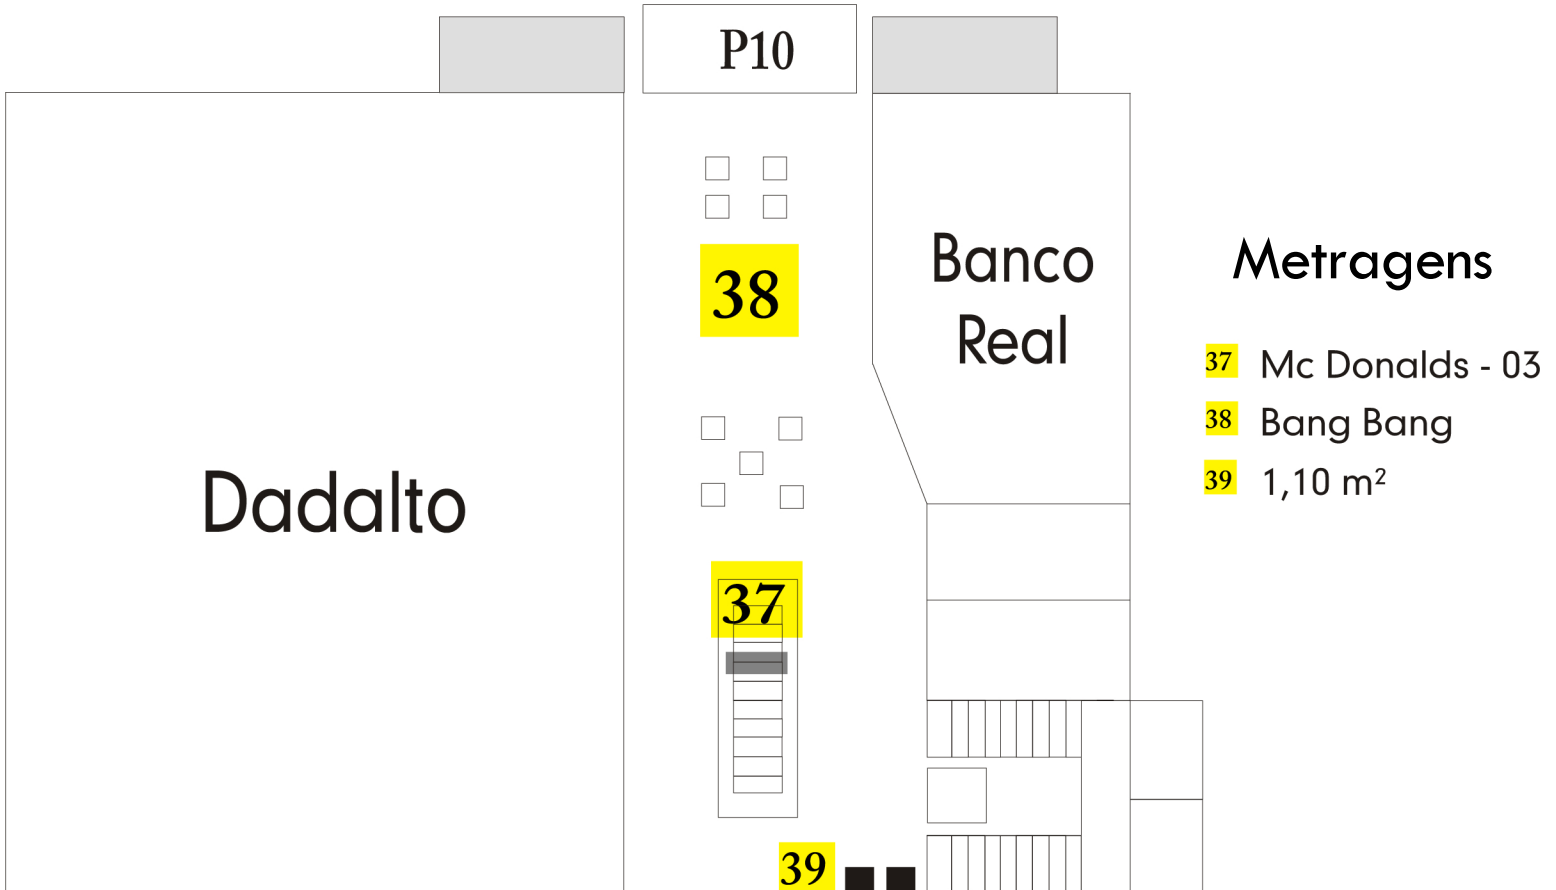 P10
38
Banco
Real
Dadalto
37
39
Metragens
37 Mc Donalds - 03
38 Bang Bang
39 1,10 m²